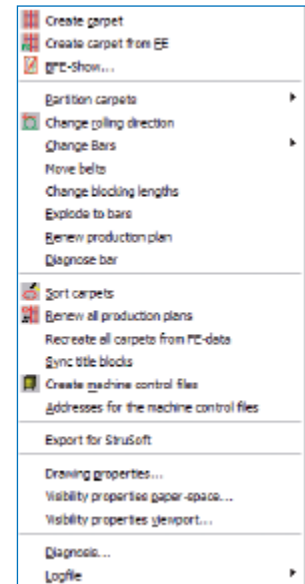 Create carpet
Create carpet from FE
BFE-Show...
Partition carpets
Change rolling direction
Change Bars
Move belts
Change blocking lengths
Explode to bars
Renew production plan
Diagnose bar
Sort carpets
Renew all production plans
Recreate all carpets from FE-data
Sync title blocks
Create machine control files
Addresses for the machine control files
Export for StruSoft
Drawing properties...
Visibility properties paper-space...
Visibility properties viewport...
Diagnosis...
Logfile